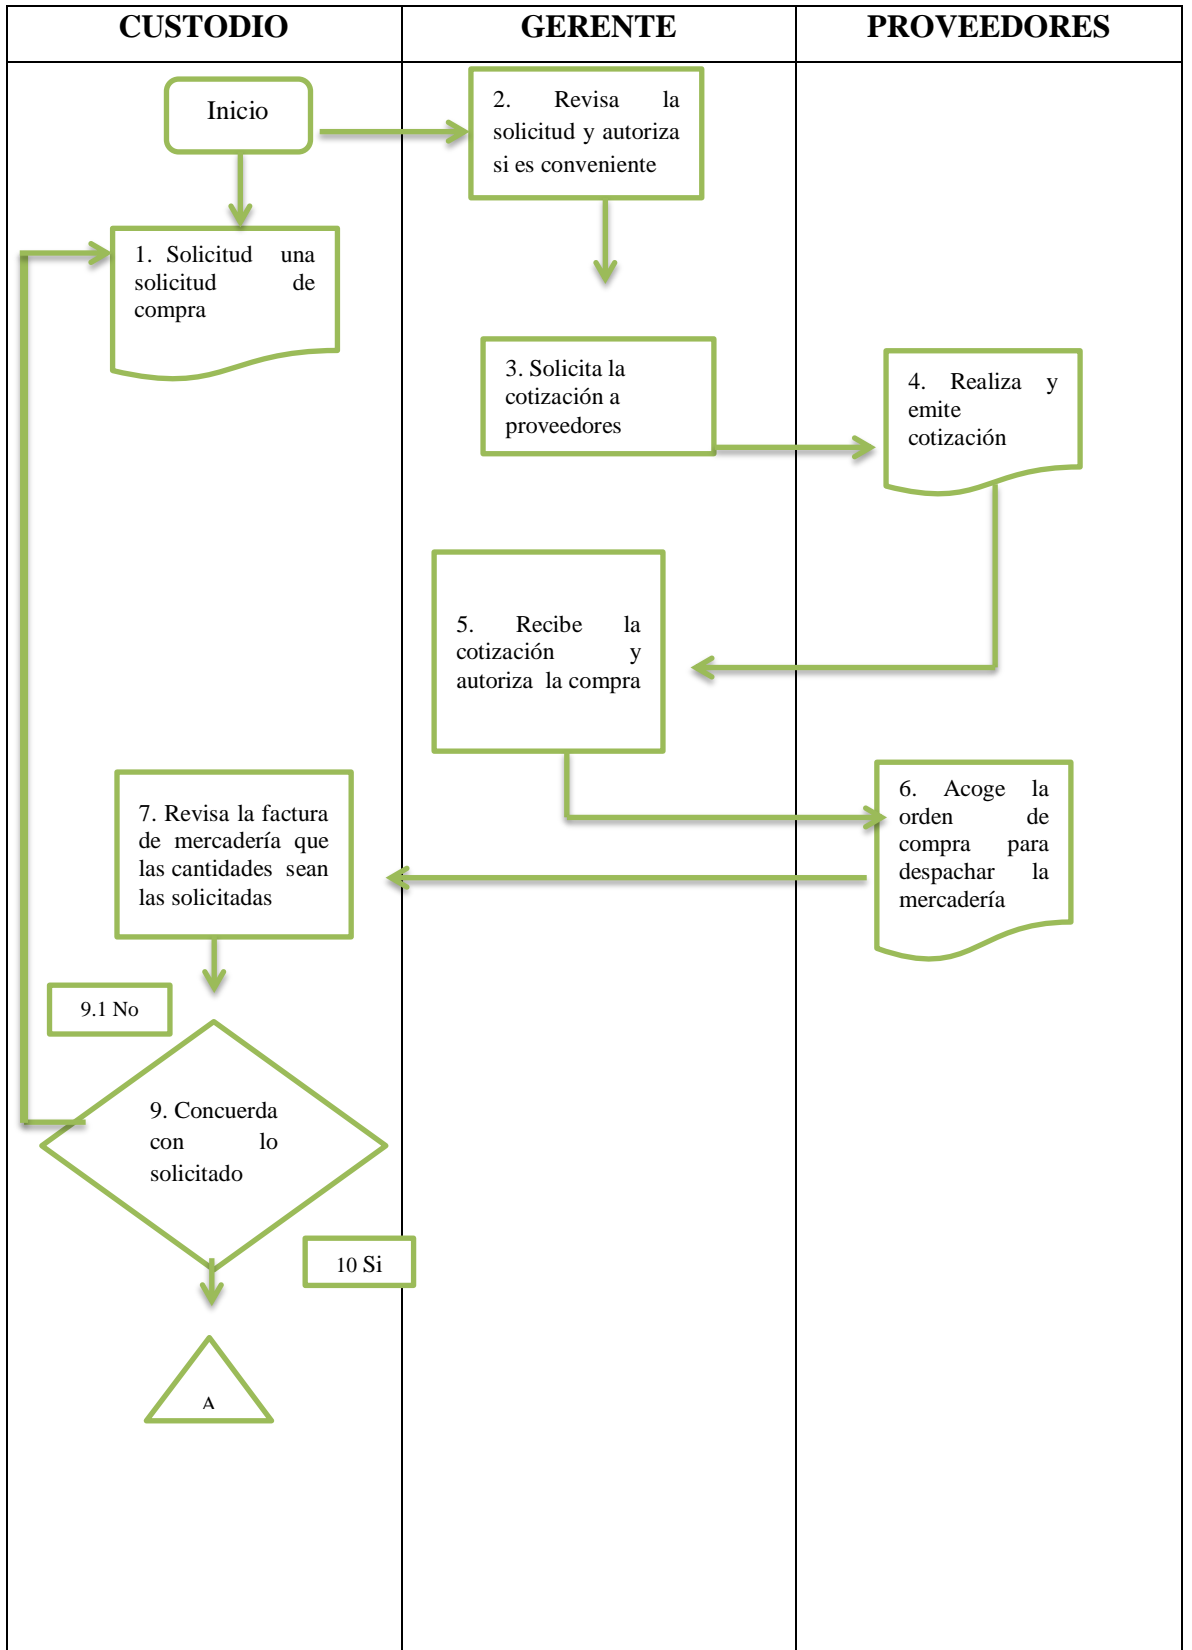 CUSTODIO
GERENTE
PROVEEDORES
Inicio
2. Revisa la
solicitud y autoriza
si es conveniente
1. Solicitud una
solicitud de
compra
3. Solicita la
cotización a
proveedores
4. Realiza y
emite
cotización
5. Recibe la
cotización y
autoriza la compra
6. Acoge la
orden de
compra para
despachar la
mercadería
7. Revisa la factura
de mercadería que
las cantidades sean
las solicitadas
9.1 No
9. Concuerda
con lo
solicitado
10 Si
A